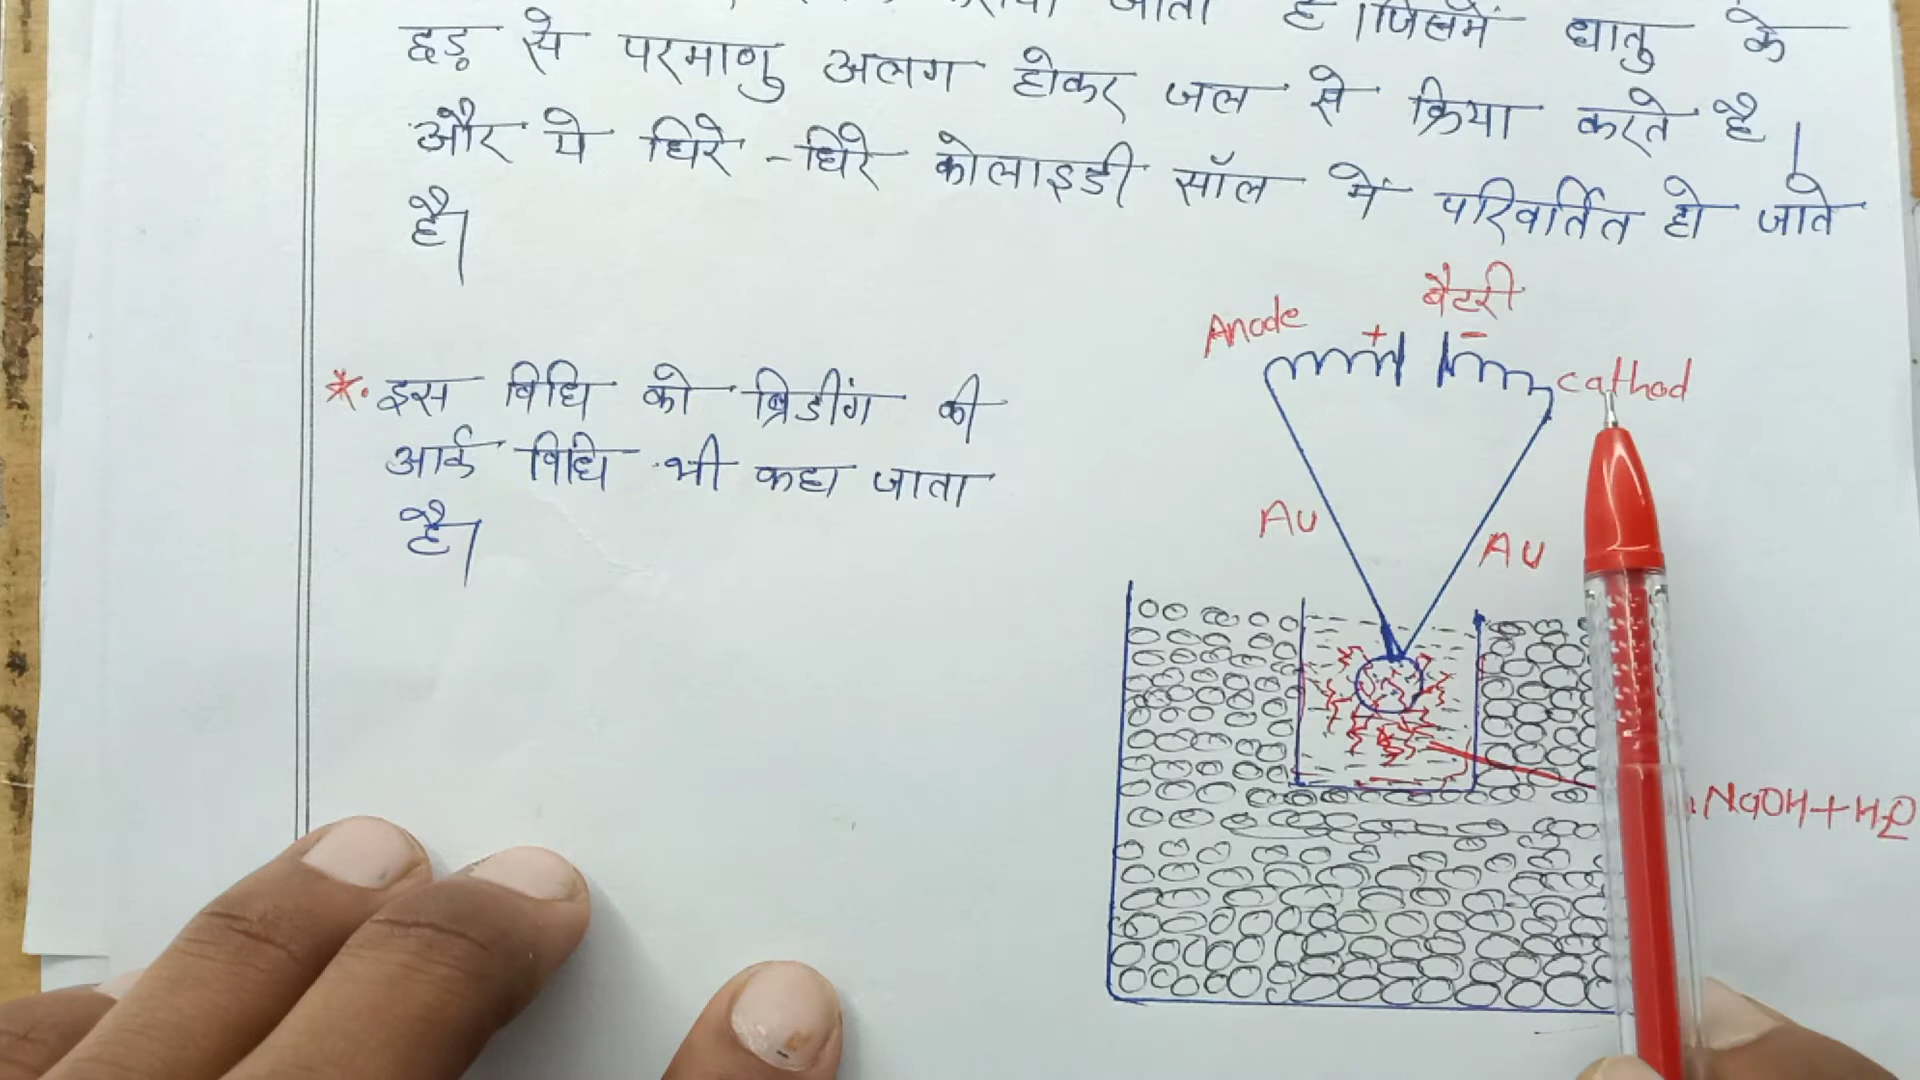 जाता है।जिसमें धातु के
छड़ से परमाणु अलग होकर जल से क्रिया करते है।
और ये धिरे-धिरे कोलाइडी सॉल में परिवर्तित हो जाते
है।
बैटरी
Anode + -
cathod
*. इस विधि को ब्रिडींग की
आर्क विधि भी कहा जाता
है।
Au
Au
NaOH+H2O